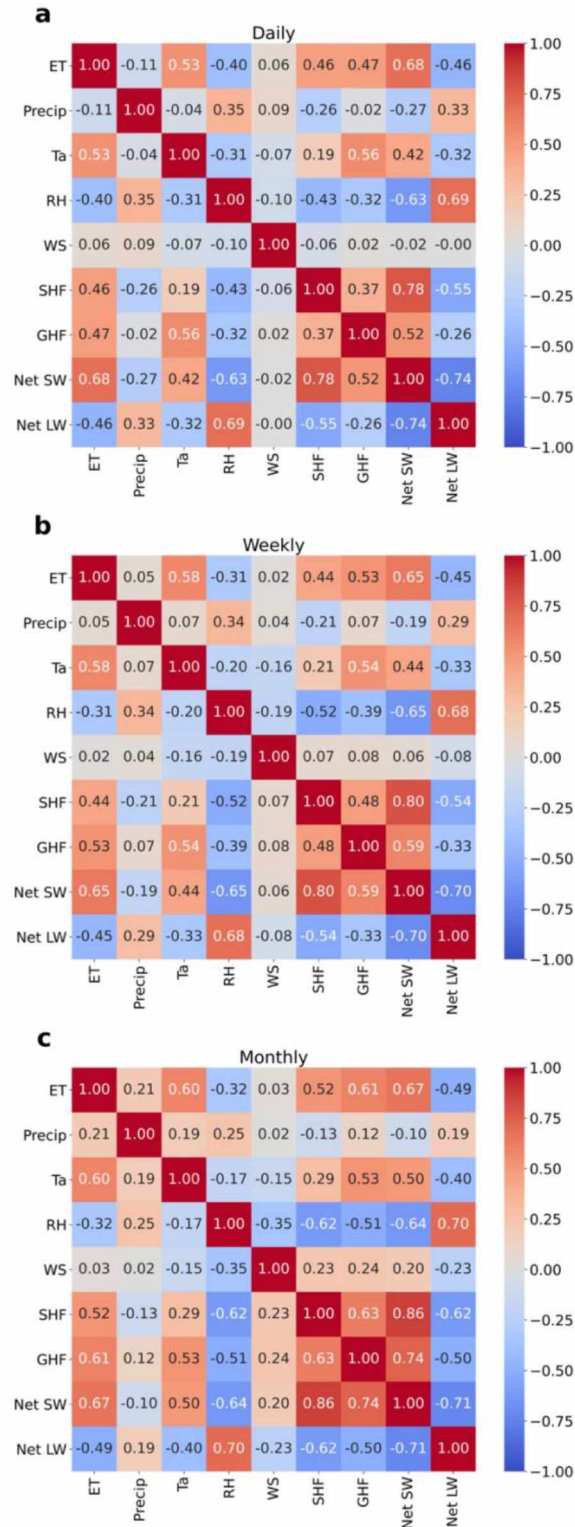 a
Daily
ET 1.00 -0.11 0.53 -0.40 0.06 0.46 0.47 0.68 -0.46
Precip -0.11 1.00 -0.04 0.35 0.09 -0.26 -0.02 -0.27 0.33
Ta 0.53 -0.04 1.00 -0.31 -0.07 0.19 0.56 0.42 -0.32
RH -0.40 0.35 -0.31 1.00 -0.10 -0.43 -0.32 -0.63 0.69
WS 0.06 0.09 -0.07 -0.10 1.00 -0.06 0.02 -0.02 -0.00
SHF 0.46 -0.26 0.19 -0.43 -0.06 1.00 0.37 0.78 -0.55
GHF 0.47 -0.02 0.56 -0.32 0.02 0.37 1.00 0.52 -0.26
Net SW 0.68 -0.27 0.42 -0.63 -0.02 0.78 0.52 1.00 -0.74
Net LW -0.46 0.33 -0.32 0.69 -0.00 -0.55 -0.26 -0.74 1.00
ET Precip Ta RH WS SHF GHF Net SW Net LW
1.00
0.75
0.50
0.25
0.00
−0.25
−0.50
−0.75
−1.00
b
Weekly
ET 1.00 0.05 0.58 -0.31 0.02 0.44 0.53 0.65 -0.45
Precip 0.05 1.00 0.07 0.34 0.04 -0.21 0.07 -0.19 0.29
Ta 0.58 0.07 1.00 -0.20 -0.16 0.21 0.54 0.44 -0.33
RH -0.31 0.34 -0.20 1.00 -0.19 -0.52 -0.39 -0.65 0.68
WS 0.02 0.04 -0.16 -0.19 1.00 0.07 0.08 0.06 -0.08
SHF 0.44 -0.21 0.21 -0.52 0.07 1.00 0.48 0.80 -0.54
GHF 0.53 0.07 0.54 -0.39 0.08 0.48 1.00 0.59 -0.33
Net SW 0.65 -0.19 0.44 -0.65 0.06 0.80 0.59 1.00 -0.70
Net LW -0.45 0.29 -0.33 0.68 -0.08 -0.54 -0.33 -0.70 1.00
ET Precip Ta RH WS SHF GHF Net SW Net LW
1.00
0.75
0.50
0.25
0.00
−0.25
−0.50
−0.75
−1.00
c
Monthly
ET 1.00 0.21 0.60 -0.32 0.03 0.52 0.61 0.67 -0.49
Precip 0.21 1.00 0.19 0.25 0.02 -0.13 0.12 -0.10 0.19
Ta 0.60 0.19 1.00 -0.17 -0.15 0.29 0.53 0.50 -0.40
RH -0.32 0.25 -0.17 1.00 -0.35 -0.62 -0.51 -0.64 0.70
WS 0.03 0.02 -0.15 -0.35 1.00 0.23 0.24 0.20 -0.23
SHF 0.52 -0.13 0.29 -0.62 0.23 1.00 0.63 0.86 -0.62
GHF 0.61 0.12 0.53 -0.51 0.24 0.63 1.00 0.74 -0.50
Net SW 0.67 -0.10 0.50 -0.64 0.20 0.86 0.74 1.00 -0.71
Net LW -0.49 0.19 -0.40 0.70 -0.23 -0.62 -0.50 -0.71 1.00
ET Precip Ta RH WS SHF GHF Net SW Net LW
1.00
0.75
0.50
0.25
0.00
−0.25
−0.50
−0.75
−1.00